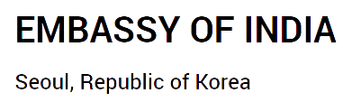 EMBASSY OF INDIA
Seoul, Republic of Korea